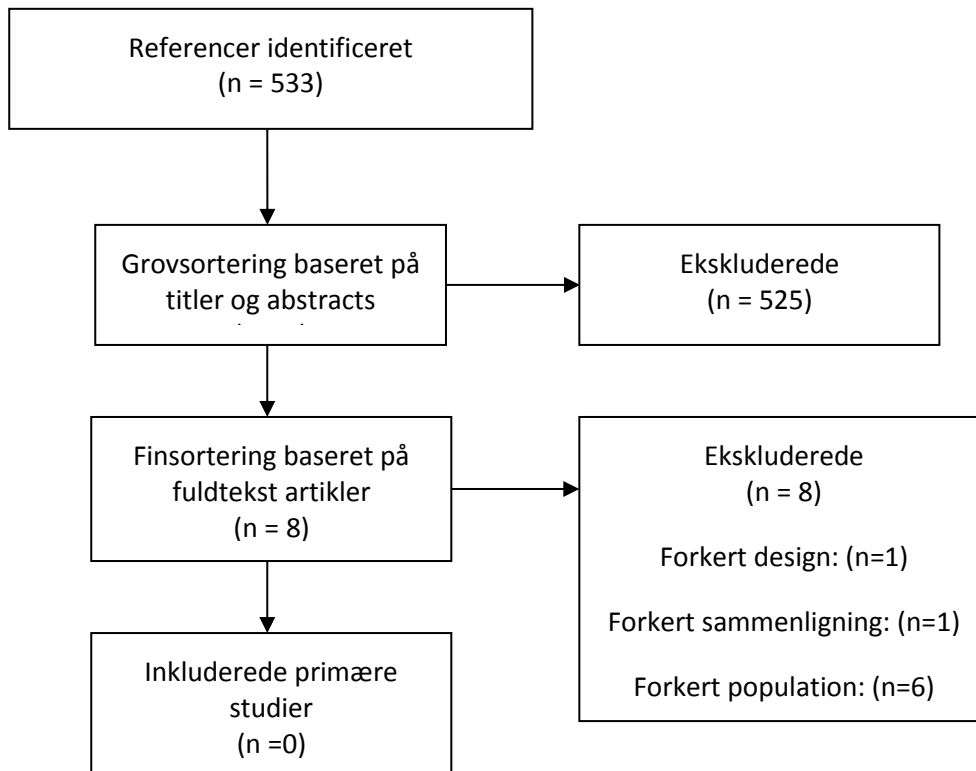 Referencer identificeret
(n = 533)
Grovsortering baseret på
titler og abstracts
Ekskluderede
(n = 525)
Finsortering baseret på
fuldtekst artikler
(n = 8)
Ekskluderede
(n = 8)
Forkert design: (n=1)
Forkert sammenligning: (n=1)
Forkert population: (n=6)
Inkluderede primære
studier
(n =0)